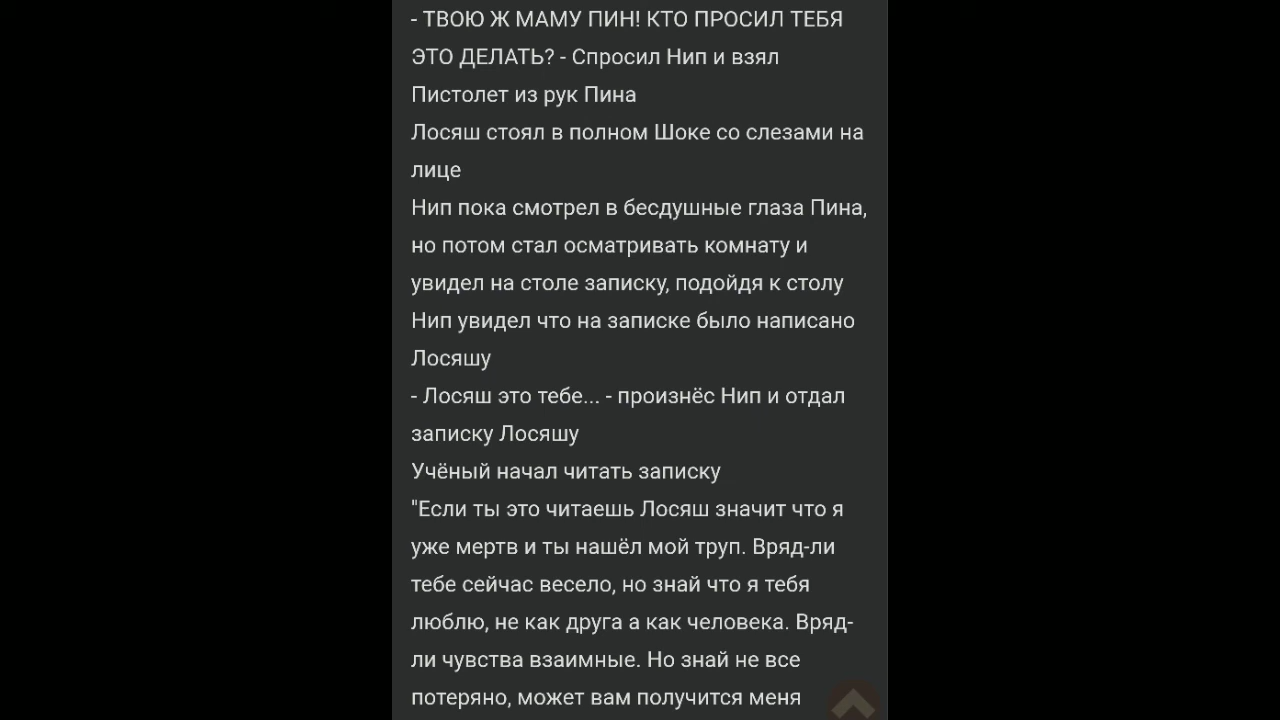 - ТВОЮ Ж МАМУ ПИН! КТО ПРОСИЛ ТЕБЯ
ЭТО ДЕЛАТЬ? - Спросил Нип и взял
Пистолет из рук Пина
Лосяш стоял в полном Шоке со слезами на
лице
Нип пока смотрел в бесдушные глаза Пина,
но потом стал осматривать комнату и
увидел на столе записку, подойдя к столу
Нип увидел что на записке было написано
Лосяшу
- Лосяш это тебе... - произнёс Нип и отдал
записку Лосяшу
Учёный начал читать записку
"Если ты это читаешь Лосяш значит что я
уже мертв и ты нашёл мой труп. Вряд-ли
тебе сейчас весело, но знай что я тебя
люблю, не как друга а как человека. Вряд-
ли чувства взаимные. Но знай не все
потеряно, может вам получится меня